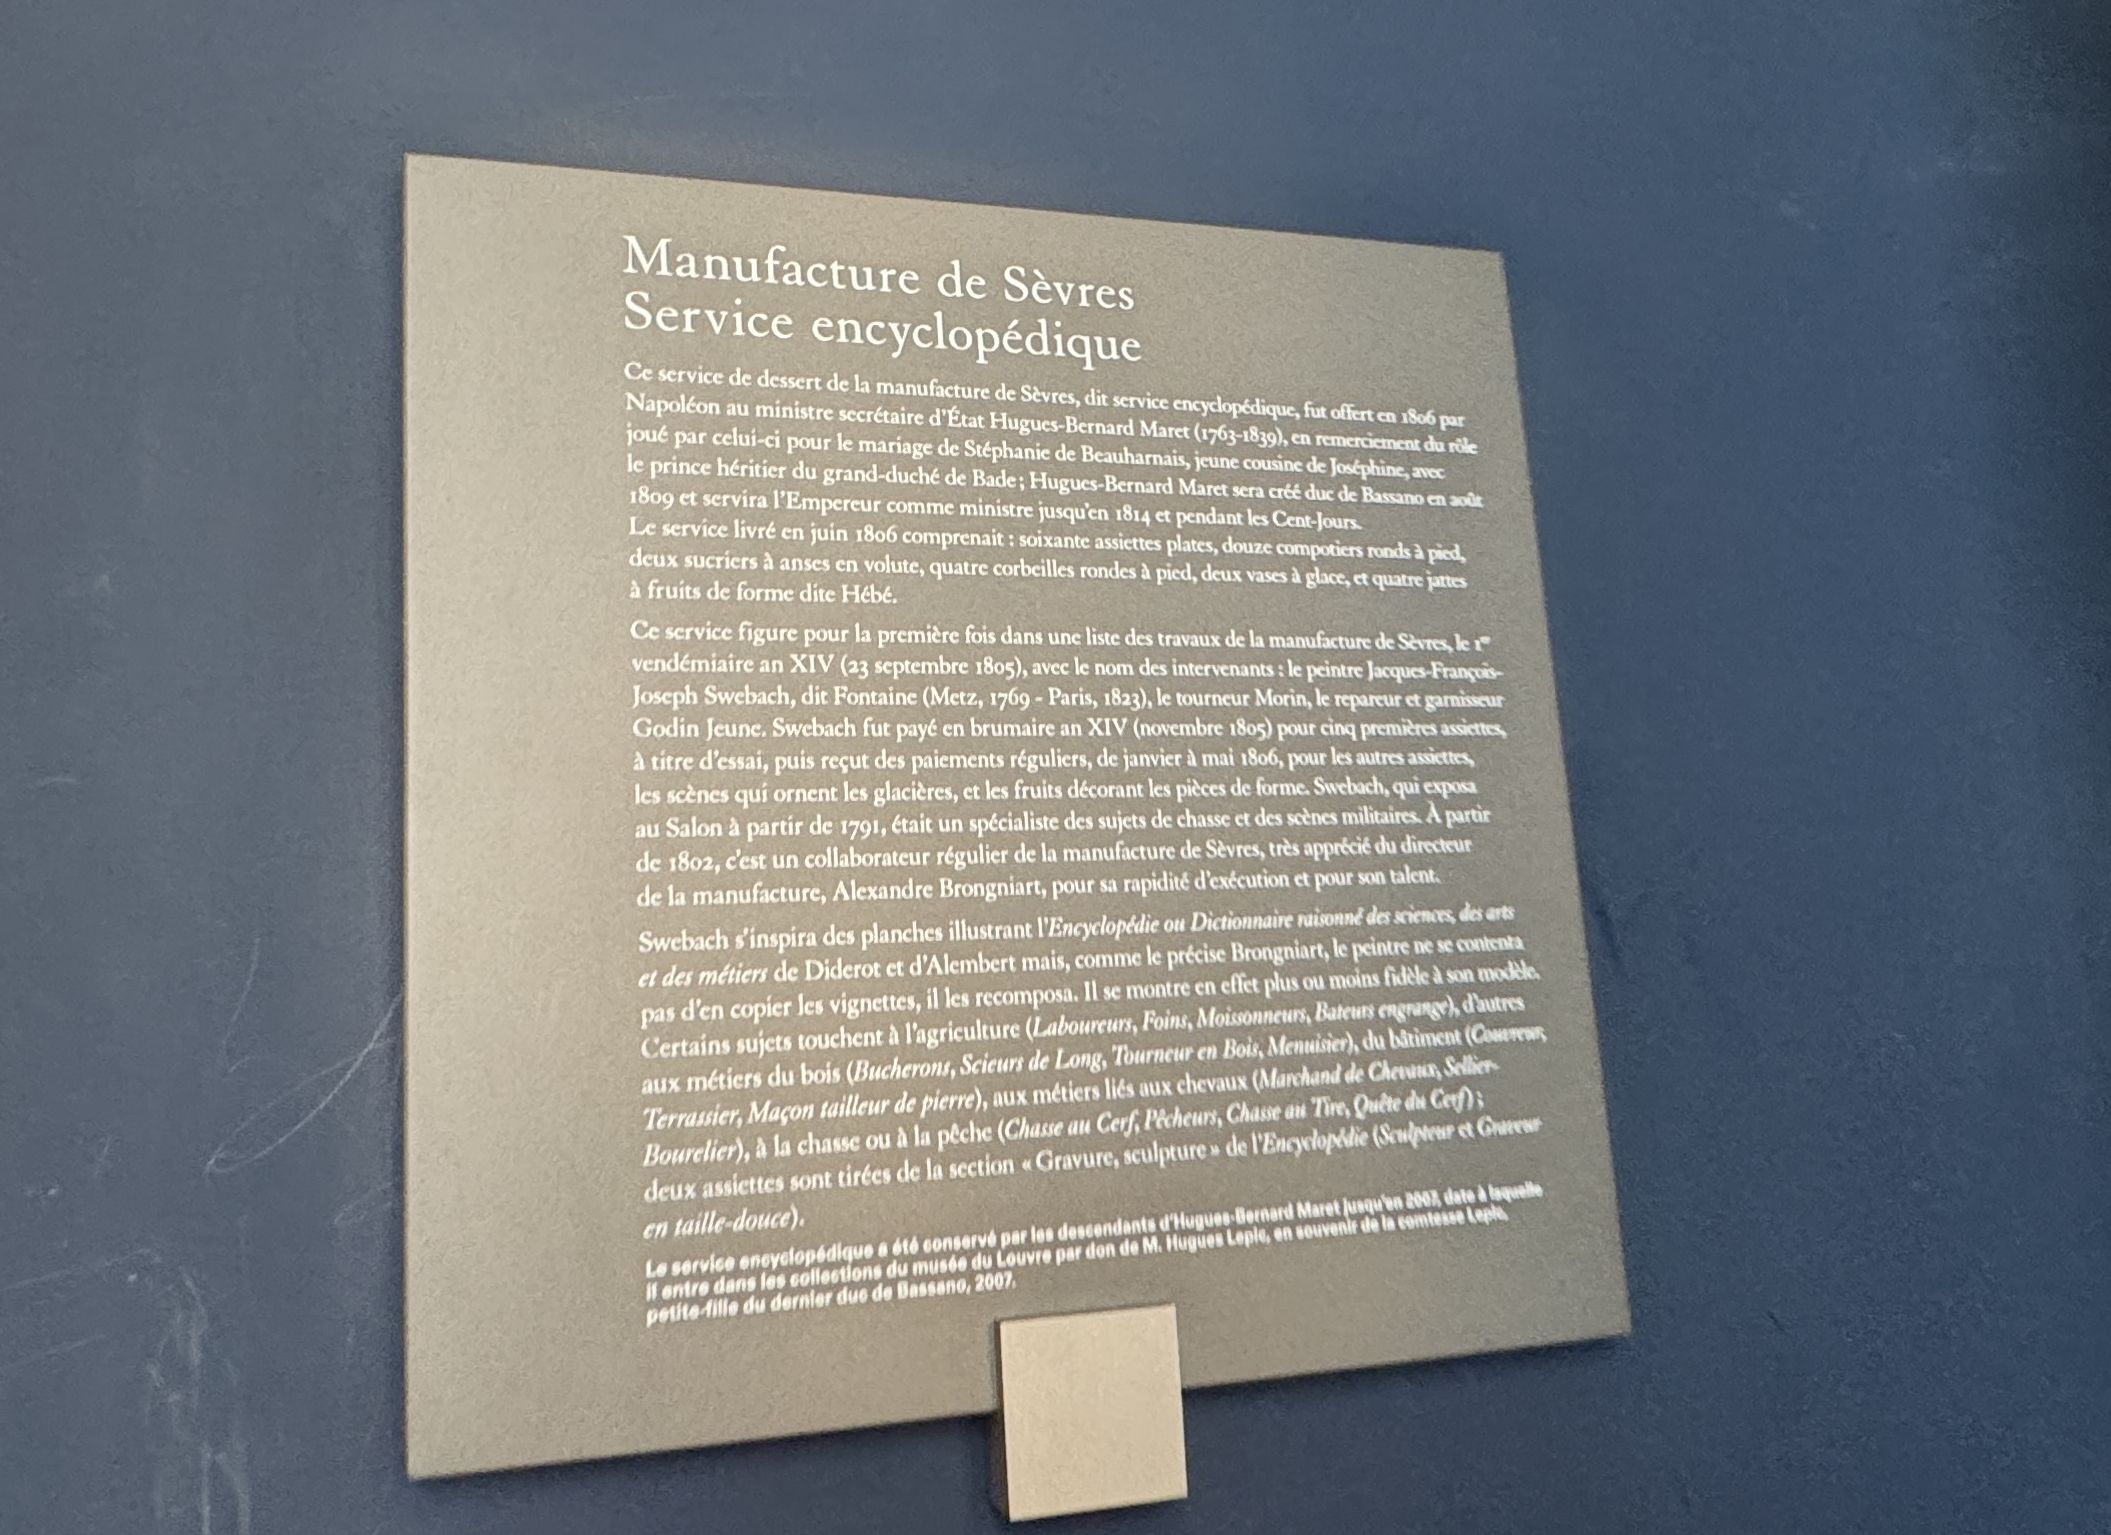 Manufacture de Sèvres
Service encyclopédique
Ce service de dessert de la manufacture de Sèvres, dit service encyclopédique, fut offert en 1806 par
Napoléon au ministre secrétaire d'État Hugues-Bernard Maret (1763-1839), en remerciement du rôle
joué par celui-ci pour le mariage de Stéphanie de Beauharnais, jeune cousine de Joséphine, avec
le prince héritier du grand-duché de Bade ; Hugues-Bernard Maret sera créé duc de Bassano en août
1809 et servira l'Empereur comme ministre jusqu'en 1814 et pendant les Cent-Jours.
Le service livré en juin 1806 comprenait : soixante assiettes plates, douze compotiers ronds à pied,
deux sucriers à anses en volute, quatre corbeilles rondes à pied, deux vases à glace, et quatre jattes
à fruits de forme dite Hébé.
Ce service figure pour la première fois dans une liste des travaux de la manufacture de Sèvres, le 1er
vendémiaire an XIV (23 septembre 1805), avec le nom des intervenants : le peintre Jacques-François-
Joseph Swebach, dit Fontaine (Metz, 1769 - Paris, 1823), le tourneur Morin, le repareur et garnisseur
Godin Jeune. Swebach fut payé en brumaire an XIV (novembre 1805) pour cinq premières assiettes,
à titre d'essai, puis reçut des paiements réguliers, de janvier à mai 1806, pour les autres assiettes,
les scènes qui ornent les glacières, et les fruits décorant les pièces de forme. Swebach, qui exposa
au Salon à partir de 1791, était un spécialiste des sujets de chasse et des scènes militaires. À partir
de 1802, c'est un collaborateur régulier de la manufacture de Sèvres, très apprécié du directeur
de la manufacture, Alexandre Brongniart, pour sa rapidité d'exécution et pour son talent.
Swebach s'inspira des planches illustrant l'Encyclopédie ou Dictionnaire raisonné des sciences, des arts
et des métiers de Diderot et d'Alembert mais, comme le précise Brongniart, le peintre ne se contenta
pas d'en copier les vignettes, il les recomposa. Il se montre en effet plus ou moins fidèle à son modèle.
Certains sujets touchent à l'agriculture (Laboureurs, Foins, Moissonneurs, Bateurs engrange), d'autres
aux métiers du bois (Bucherons, Scieurs de Long, Tourneur en Bois, Menuisier), du bâtiment (Couvreur,
Terrassier, Maçon tailleur de pierre), aux métiers liés aux chevaux (Marchand de Chevaux, Sellier-
Bourelier), à la chasse ou à la pêche (Chasse au Cerf, Pêcheurs, Chasse au Tire, Quête du Cerf) ;
deux assiettes sont tirées de la section « Gravure, sculpture » de l'Encyclopédie (Sculpteur et Graveur
en taille-douce).
Le service encyclopédique a été conservé par les descendants d'Hugues-Bernard Maret jusqu'en 2007, date à laquelle
il entre dans les collections du musée du Louvre par don de M. Hugues Lepic, en souvenir de la comtesse Lepic,
petite-fille du dernier duc de Bassano, 2007.